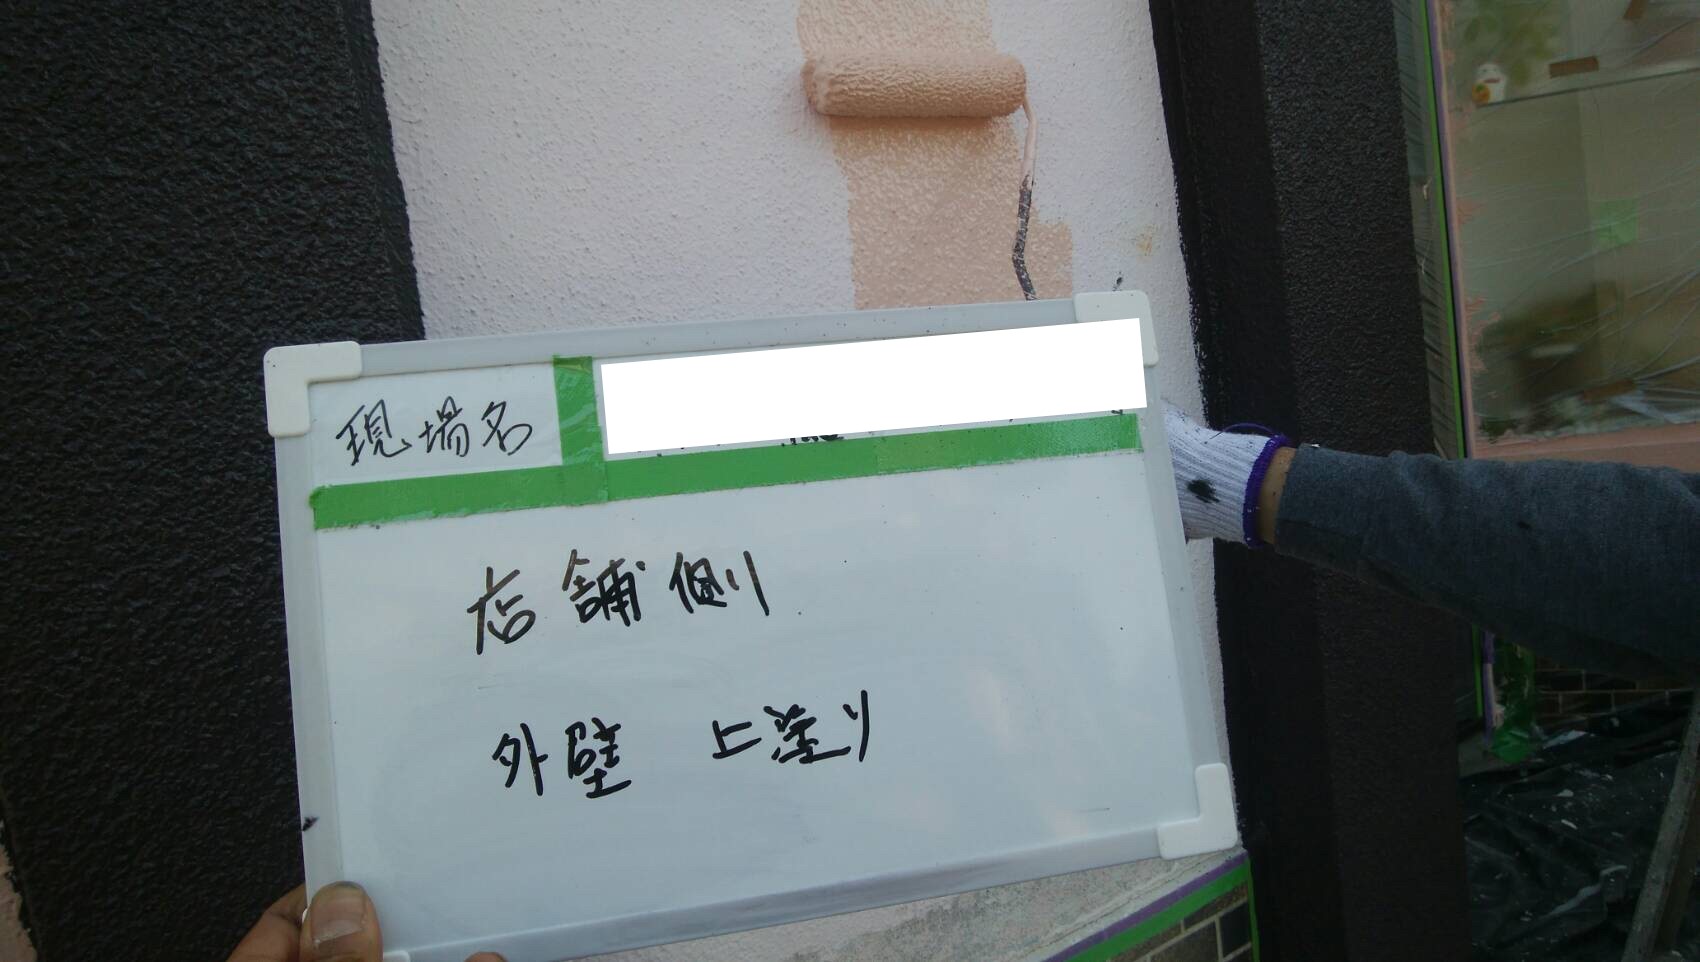 現場名
店舗側
外壁 上塗り